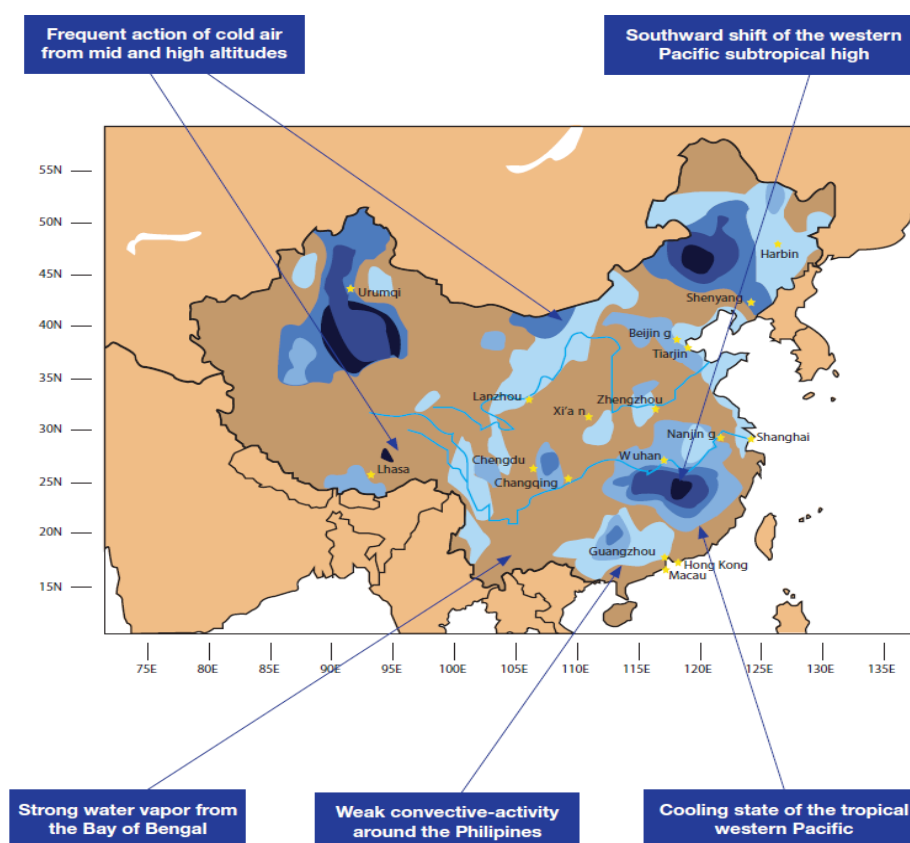 Frequent action of cold air
from mid and high altitudes
Southward shift of the western
Pacific subtropical high
55N
50N
45N
40N
35N
30N
25N
20N
15N
Harbin
Urumqi
Shenyang
Beijin g
Tiarjin
Lanzhou
Zhengzhou
Xi'a n
Nanjin g
Shanghai
Chengdu
W uhan
Lhasa
Changqing
Guangzhou
Hong Kong
Macau
75E
80E
85E
90E
95E
100E
105E
110E
115E
120E
125E
130E
135E
Strong water vapor from
the Bay of Bengal
Weak convective-activity
around the Philipines
Cooling state of the tropical
western Pacific